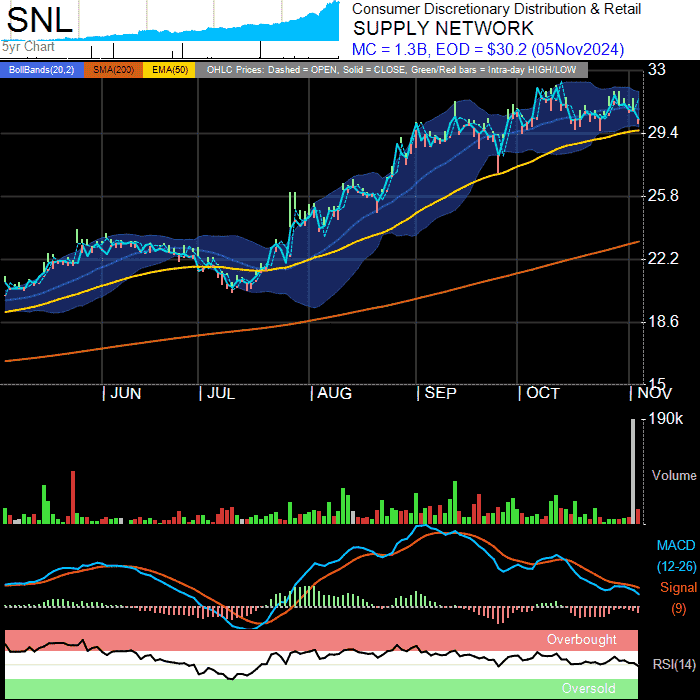 SNL
5yr Chart
Consumer Discretionary Distribution & Retail
SUPPLY NETWORK
MC = 1.3B, EOD = $30.2 (05Nov2024)
BollBands(20,2) SMA(200) EMA(50) OHLC Prices: Dashed = OPEN, Solid = CLOSE, Green/Red bars = Intra-day HIGH/LOW
33
29.4
25.8
22.2
18.6
15
| JUN | JUL | AUG | SEP | OCT | NOV
190k
Volume
MACD
(12-26)
Signal
(9)
Overbought
RSI(14)
Oversold